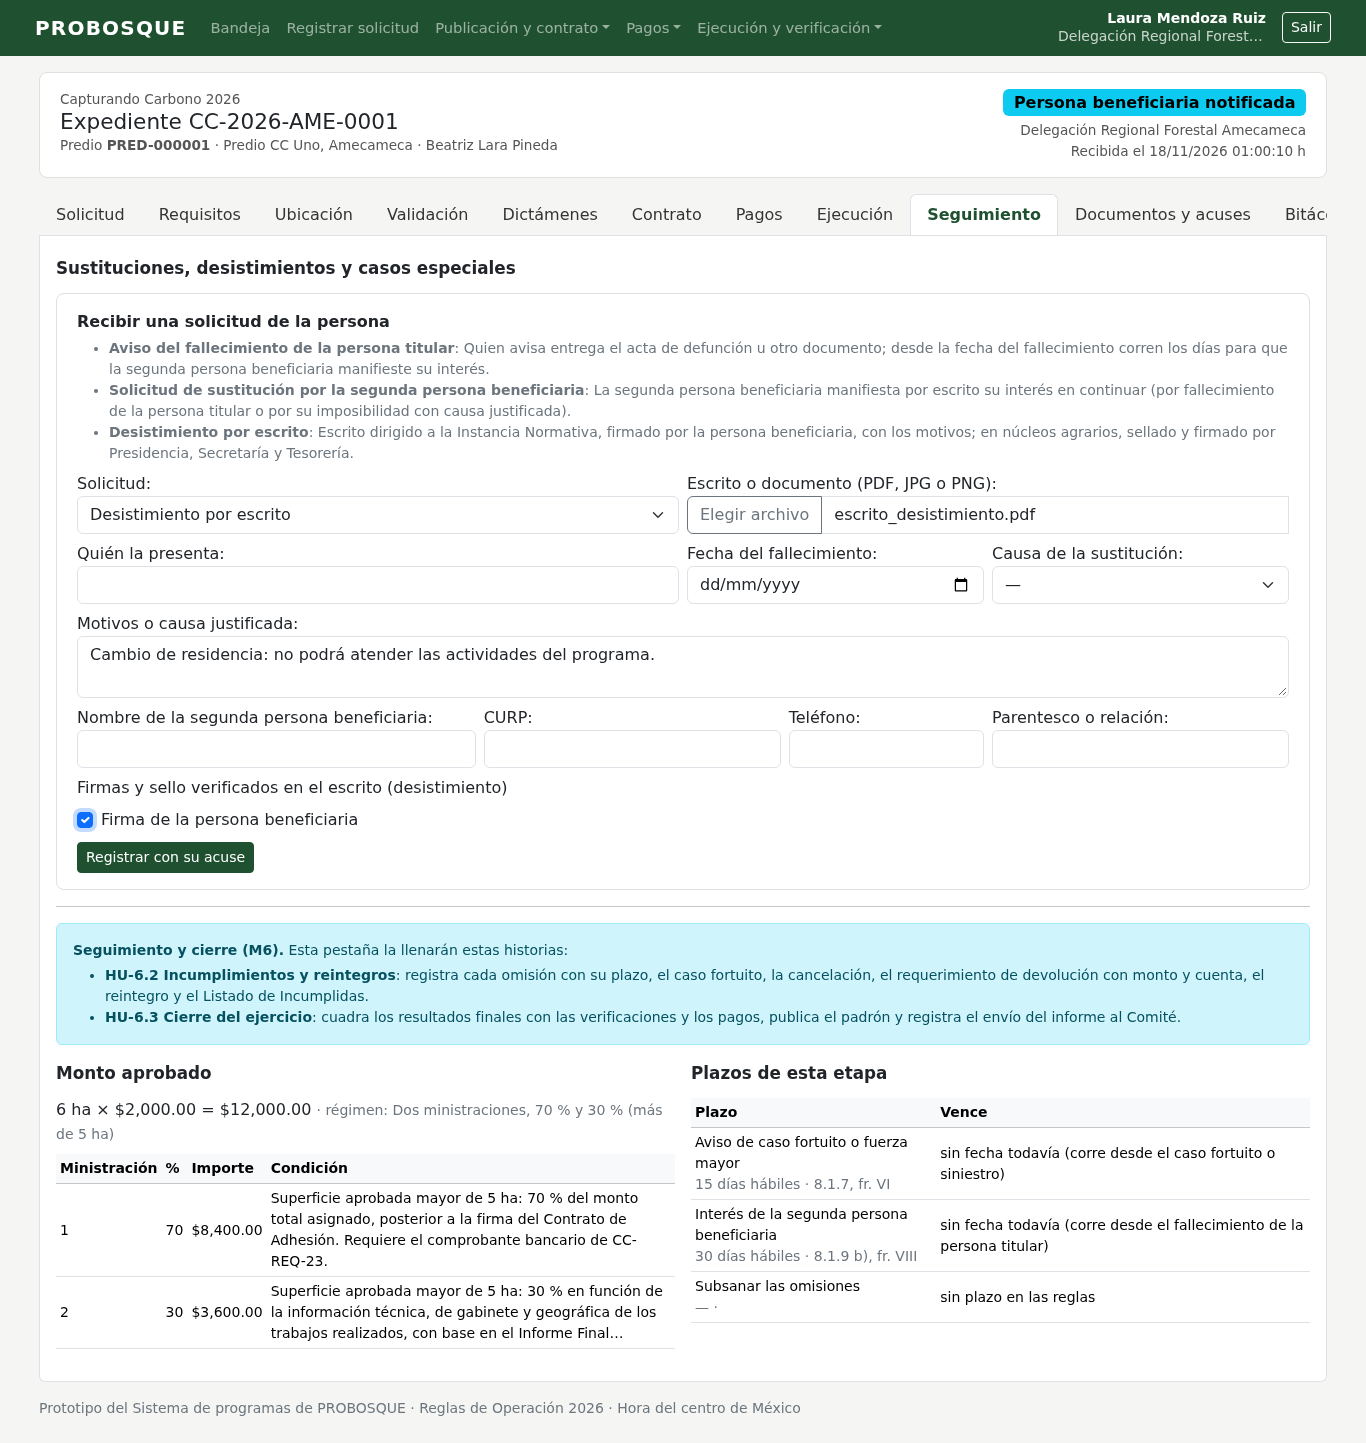 PROBOSQUE Bandeja Registrar solicitud Publicación y contrato Pagos Ejecución y verificación
Laura Mendoza Ruiz
Delegación Regional Forest…
Salir
Capturando Carbono 2026
Expediente CC-2026-AME-0001
Predio PRED-000001 · Predio CC Uno, Amecameca · Beatriz Lara Pineda
Persona beneficiaria notificada
Delegación Regional Forestal Amecameca
Recibida el 18/11/2026 01:00:10 h
Solicitud Requisitos Ubicación Validación Dictámenes Contrato Pagos Ejecución Seguimiento Documentos y acuses
Sustituciones, desistimientos y casos especiales
Recibir una solicitud de la persona
• Aviso del fallecimiento de la persona titular: Quien avisa entrega el acta de defunción u otro documento; desde la fecha del fallecimiento corren los días para que
la segunda persona beneficiaria manifieste su interés.
• Solicitud de sustitución por la segunda persona beneficiaria: La segunda persona beneficiaria manifiesta por escrito su interés en continuar (por fallecimiento
de la persona titular o por su imposibilidad con causa justificada).
• Desistimiento por escrito: Escrito dirigido a la Instancia Normativa, firmado por la persona beneficiaria, con los motivos; en núcleos agrarios, sellado y firmado por
Presidencia, Secretaría y Tesorería.
Solicitud:
Desistimiento por escrito
Escrito o documento (PDF, JPG o PNG):
Elegir archivo escrito_desistimiento.pdf
Quién la presenta:
Fecha del fallecimiento:
dd/mm/yyyy
Causa de la sustitución:
—
Motivos o causa justificada:
Cambio de residencia: no podrá atender las actividades del programa.
Nombre de la segunda persona beneficiaria: CURP: Teléfono: Parentesco o relación:
Firmas y sello verificados en el escrito (desistimiento)
Firma de la persona beneficiaria
Registrar con su acuse
Seguimiento y cierre (M6). Esta pestaña la llenarán estas historias:
• HU-6.2 Incumplimientos y reintegros: registra cada omisión con su plazo, el caso fortuito, la cancelación, el requerimiento de devolución con monto y cuenta, el
reintegro y el Listado de Incumplidas.
• HU-6.3 Cierre del ejercicio: cuadra los resultados finales con las verificaciones y los pagos, publica el padrón y registra el envío del informe al Comité.
Monto aprobado
6 ha × $2,000.00 = $12,000.00 · régimen: Dos ministraciones, 70 % y 30 % (más
de 5 ha)
Ministración % Importe Condición
1 70 $8,400.00 Superficie aprobada mayor de 5 ha: 70 % del monto
total asignado, posterior a la firma del Contrato de
Adhesión. Requiere el comprobante bancario de CC-
REQ-23.
2 30 $3,600.00 Superficie aprobada mayor de 5 ha: 30 % en función de
la información técnica, de gabinete y geográfica de los
trabajos realizados, con base en el Informe Final…
Plazos de esta etapa
Plazo Vence
Aviso de caso fortuito o fuerza
mayor
15 días hábiles · 8.1.7, fr. VI
sin fecha todavía (corre desde el caso fortuito o
siniestro)
Interés de la segunda persona
beneficiaria
30 días hábiles · 8.1.9 b), fr. VIII
sin fecha todavía (corre desde el fallecimiento de la
persona titular)
Subsanar las omisiones
— ·
sin plazo en las reglas
Prototipo del Sistema de programas de PROBOSQUE · Reglas de Operación 2026 · Hora del centro de México